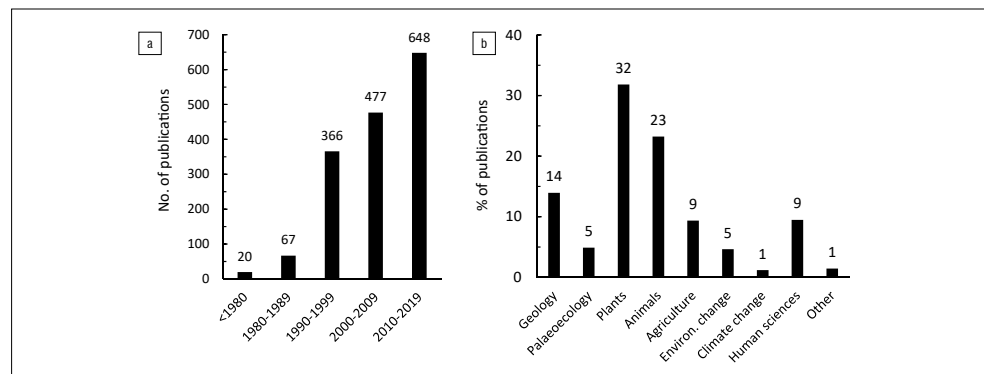 a
No. of publications
700
600
500
400
300
200
100
0
20
67
366
477
648
<1980
1980-1989
1990-1999
2000-2009
2010-2019
b
% of publications
40
30
20
10
0
14
5
32
23
9
5
1
9
1
Geology
Palaeoecology
Plants
Animals
Agriculture
Environ. change
Climate change
Human sciences
Other